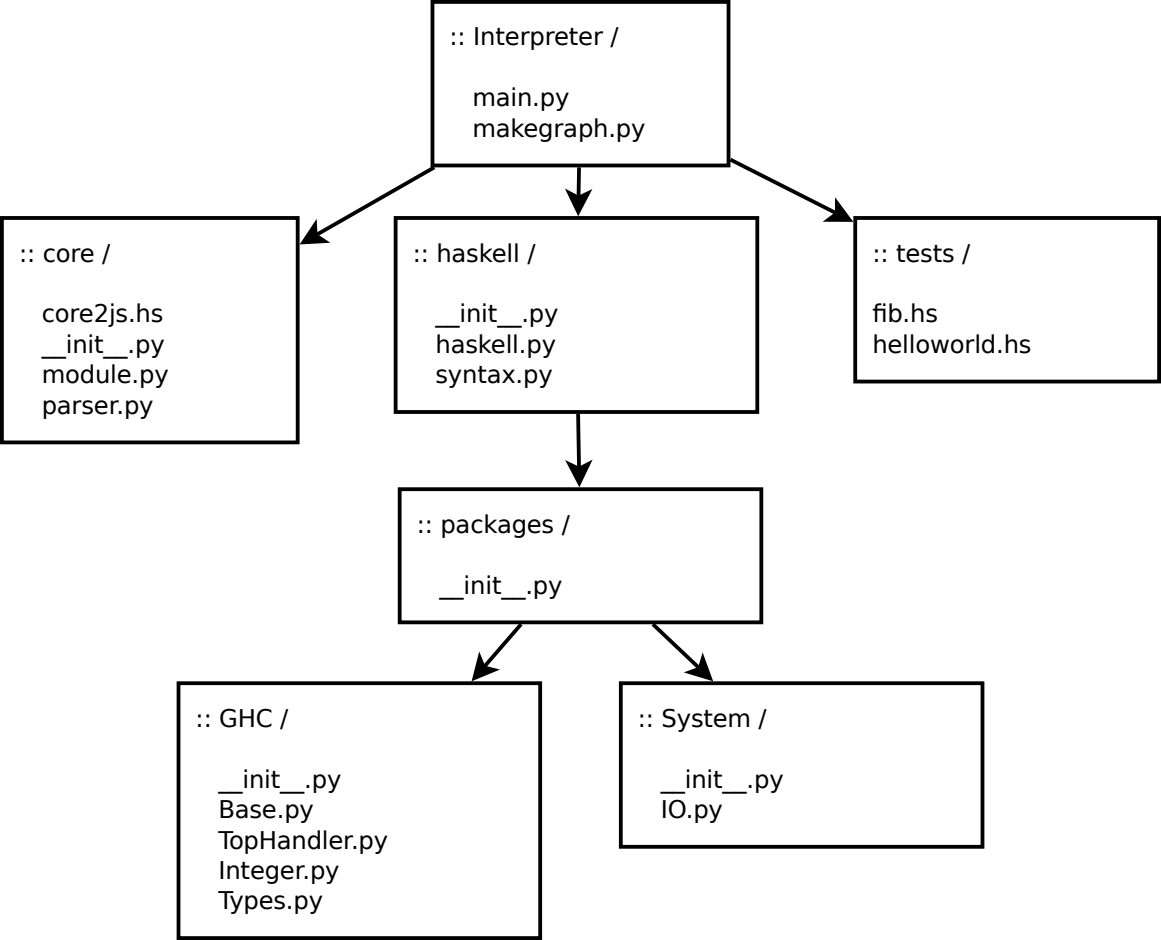 :: Interpreter /
main.py
makegraph.py
:: core /
core2js.hs
__init__.py
module.py
parser.py
:: haskell /
__init__.py
haskell.py
syntax.py
:: tests /
fib.hs
helloworld.hs
:: packages /
__init__.py
:: GHC /
__init__.py
Base.py
TopHandler.py
Integer.py
Types.py
:: System /
__init__.py
IO.py